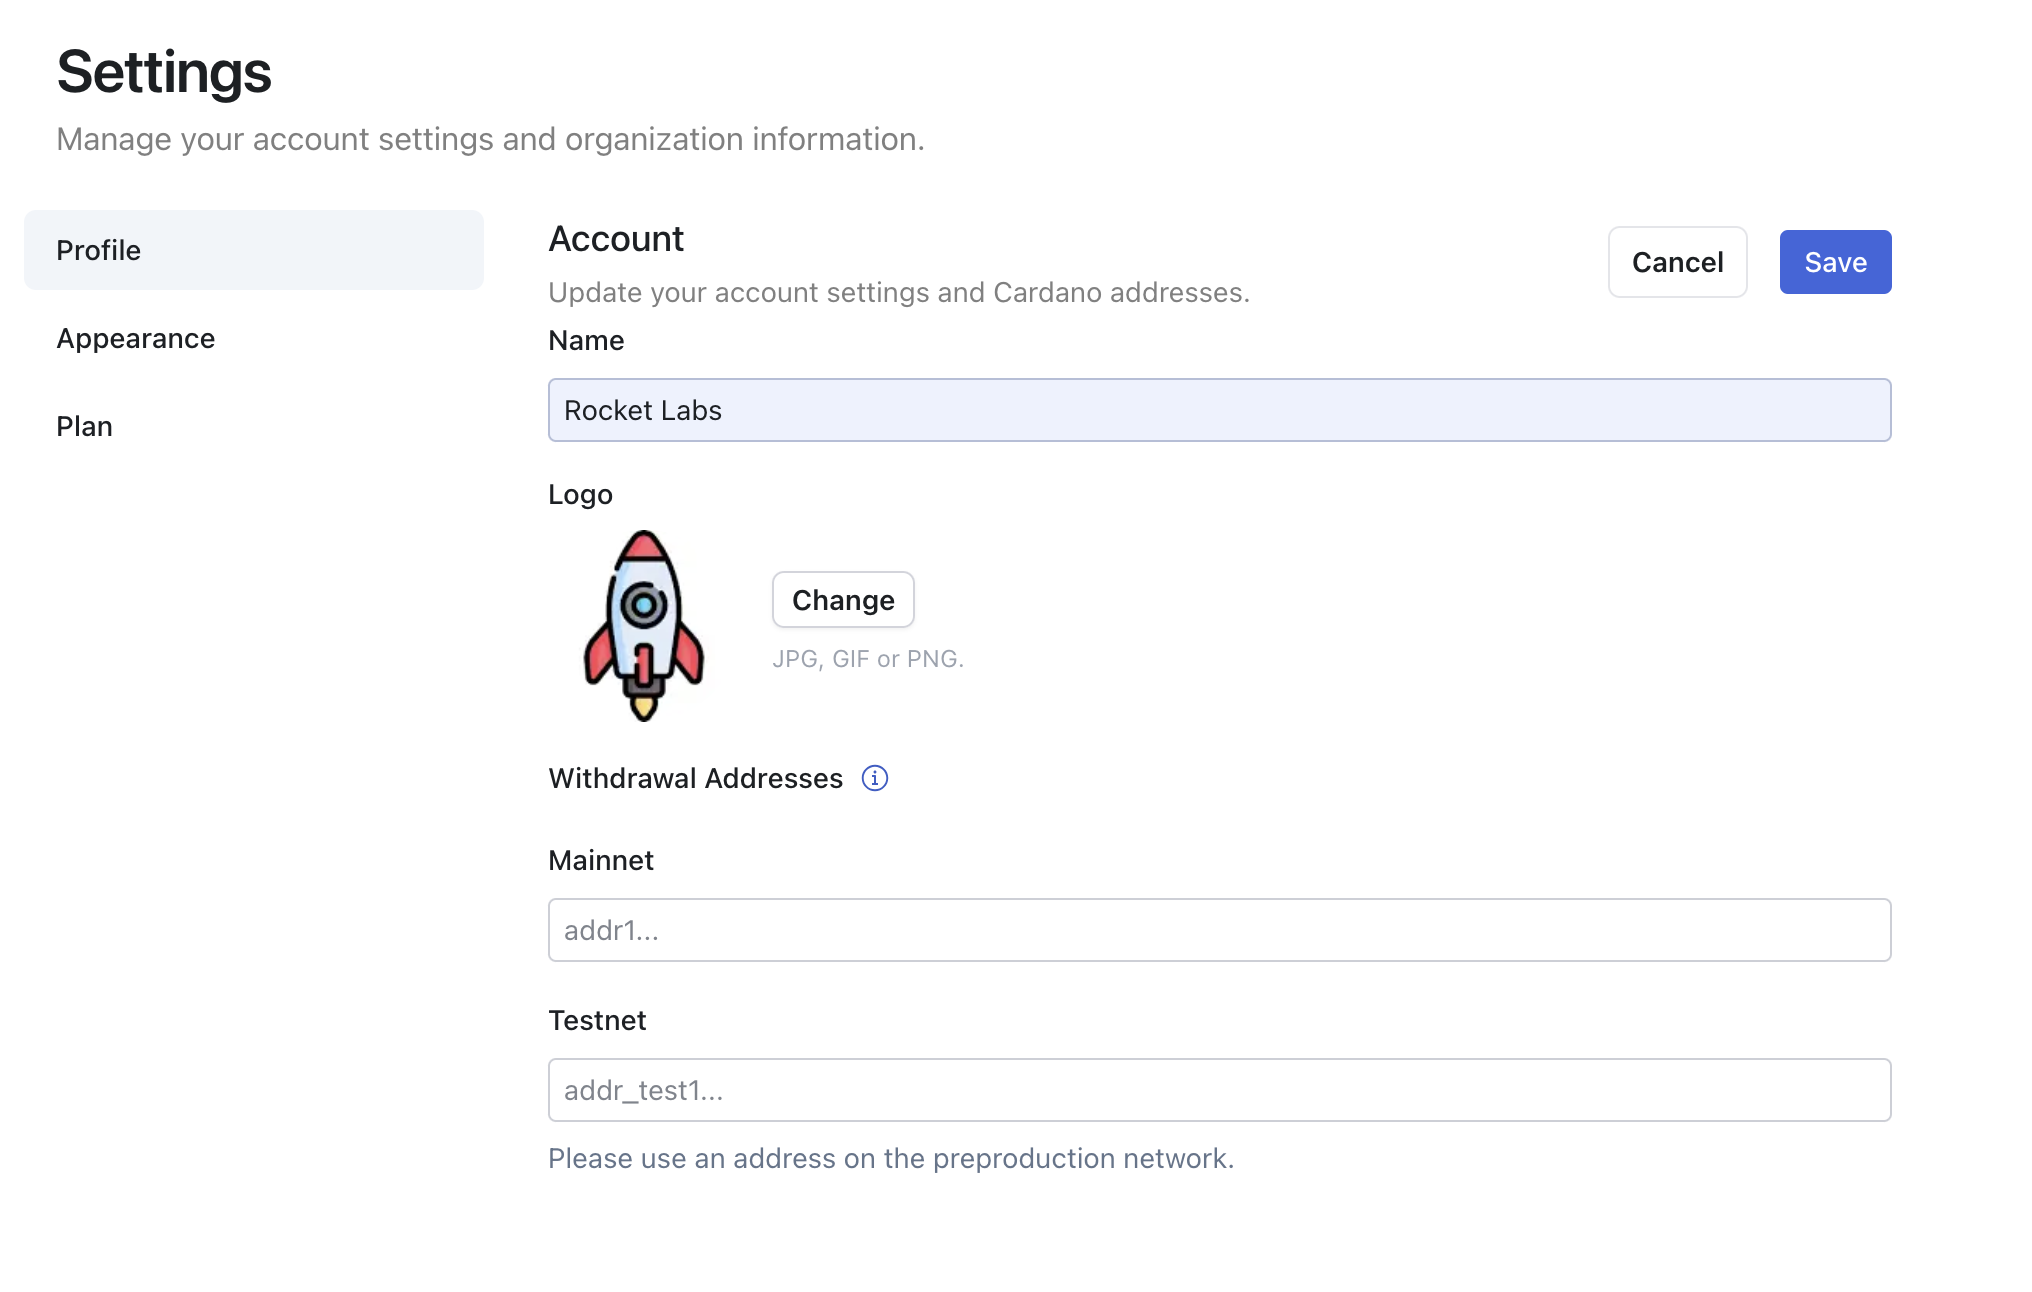 Settings
Manage your account settings and organization information.
Profile
Appearance
Plan
Account
Update your account settings and Cardano addresses.
Cancel
Save
Name
Rocket Labs
Logo
Change
JPG, GIF or PNG.
Withdrawal Addresses
Mainnet
addr1...
Testnet
addr_test1...
Please use an address on the preproduction network.